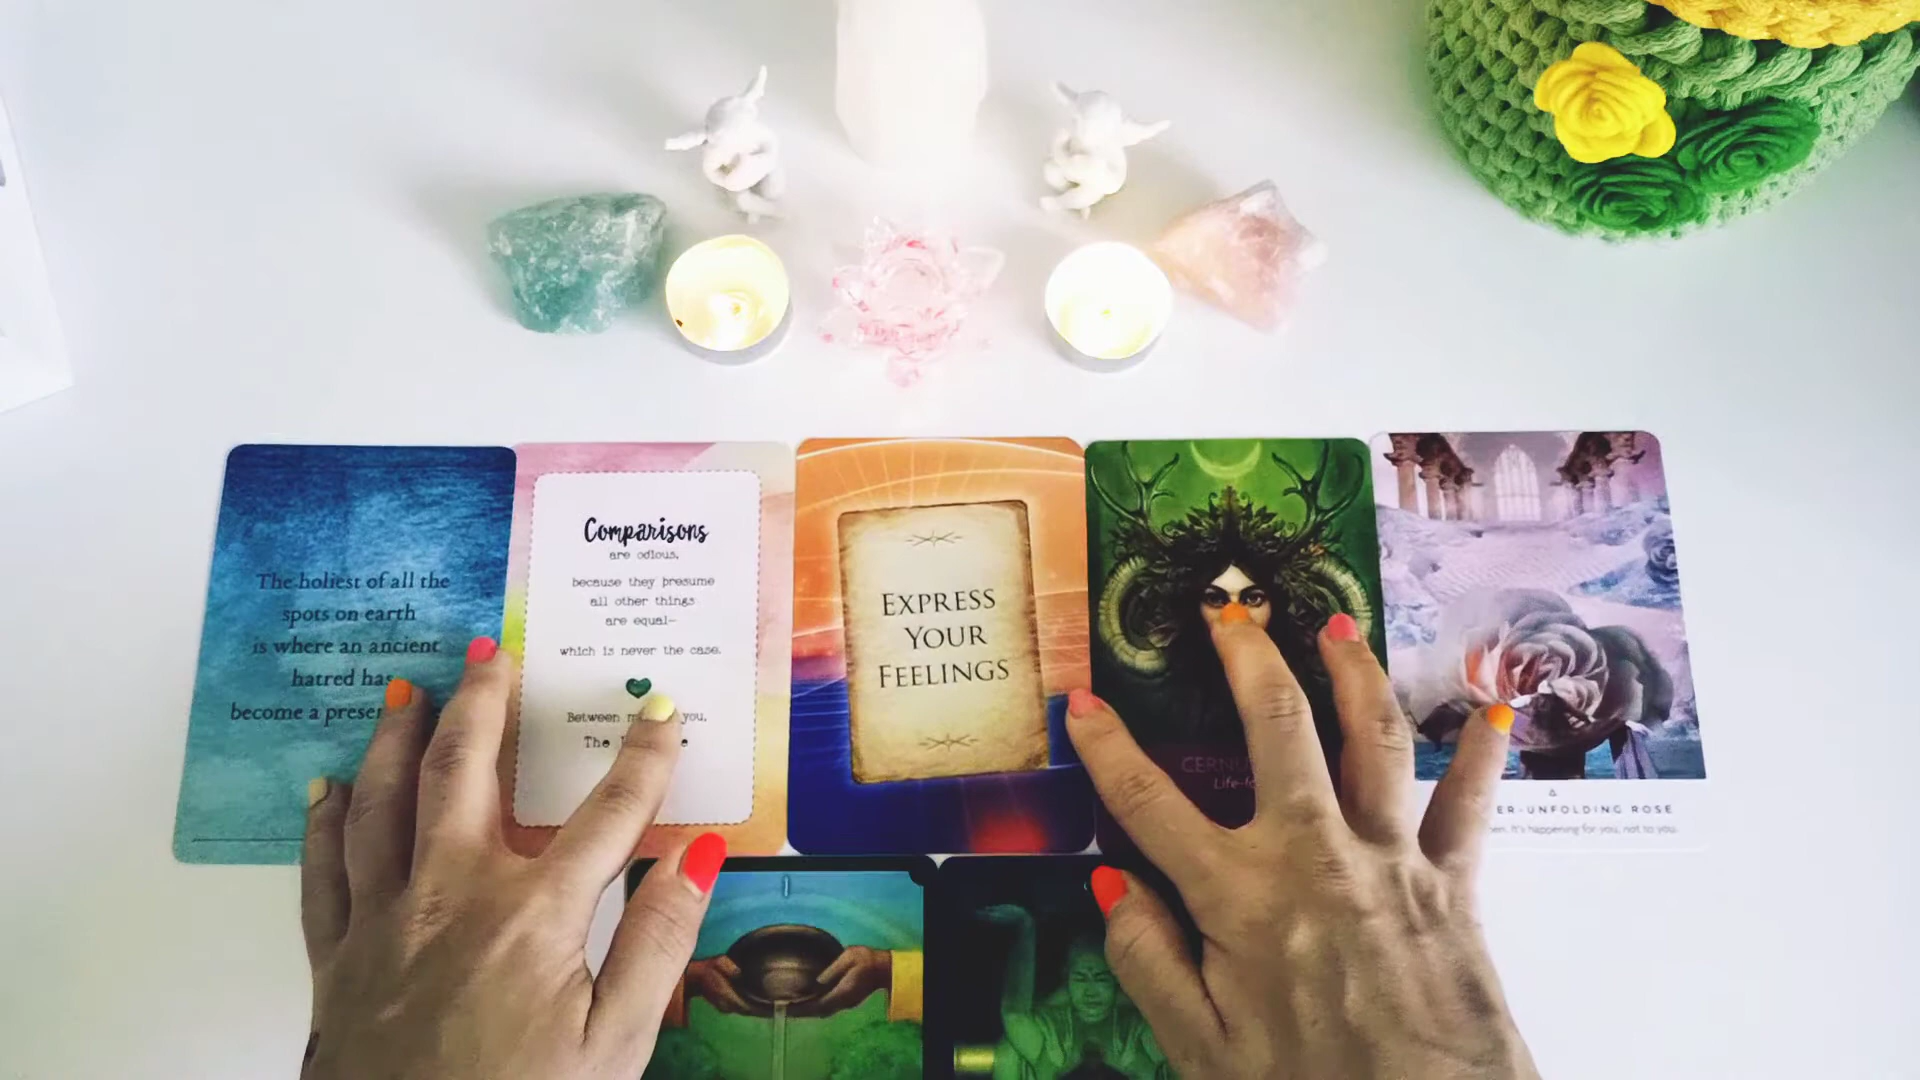 The holiest of all the
spots on earth
is where an ancient
hatred has
become a
Comparisons
are odious,
because they presume
all other things
are equal—
which is never the case.
Between you,
The
EXPRESS
YOUR
FEELINGS
ER-UNFOLDING ROSE
It's happening for you, not to you.